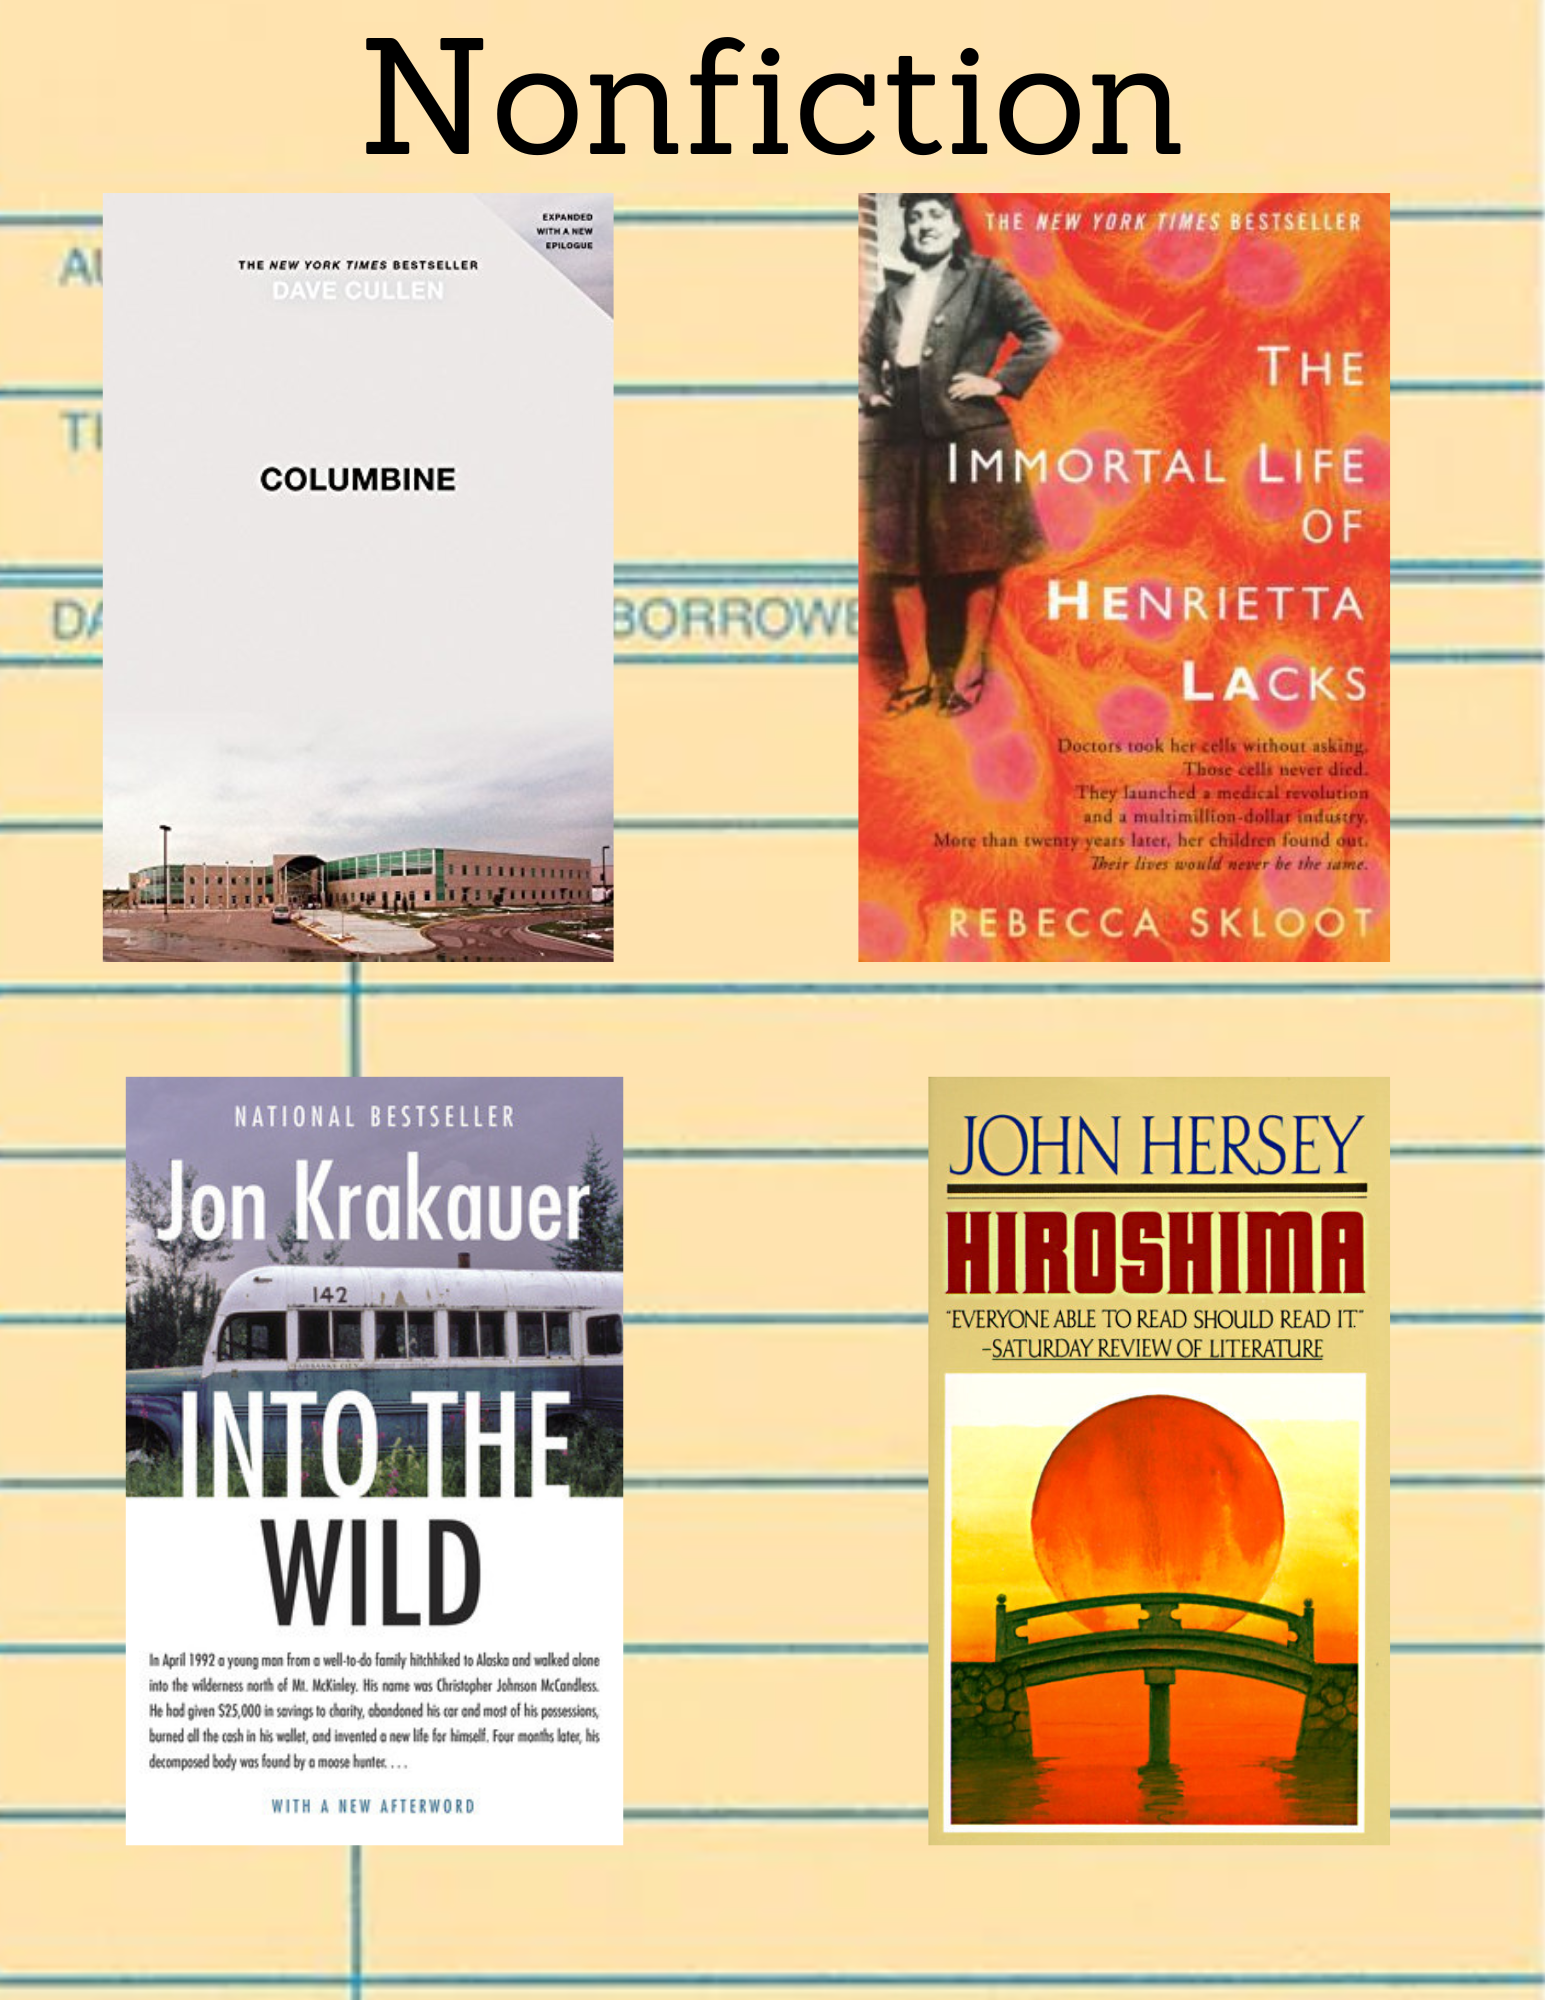 Nonfiction
EXPANDED
WITH A NEW
EPILOGUE
THE NEW YORK TIMES BESTSELLER
DAVE CULLEN
COLUMBINE
THE NEW YORK TIMES BESTSELLER
THE
IMMORTAL LIFE
OF
HENRIETTA
LACKS
Doctors took her cells without asking.
Those cells never died.
They launched a medical revolution
and a multimillion-dollar industry.
More than twenty years later, her children found out.
Their lives would never be the same.
REBECCA SKLOOT
AU
TI
DA
BORROWE
NATIONAL BESTSELLER
Jon Krakauer
142
INTO THE
WILD
In April 1992 a young man from a well-to-do family hitchhiked to Alaska and walked alone
into the wilderness north of Mt. McKinley. His name was Christopher Johnson McCandless.
He had given $25,000 in savings to charity, abandoned his car and most of his possessions,
burned all the cash in his wallet, and invented a new life for himself. Four months later, his
decomposed body was found by a moose hunter. . . .
WITH A NEW AFTERWORD
JOHN HERSEY
HIROSHIMA
"EVERYONE ABLE TO READ SHOULD READ IT."
–SATURDAY REVIEW OF LITERATURE